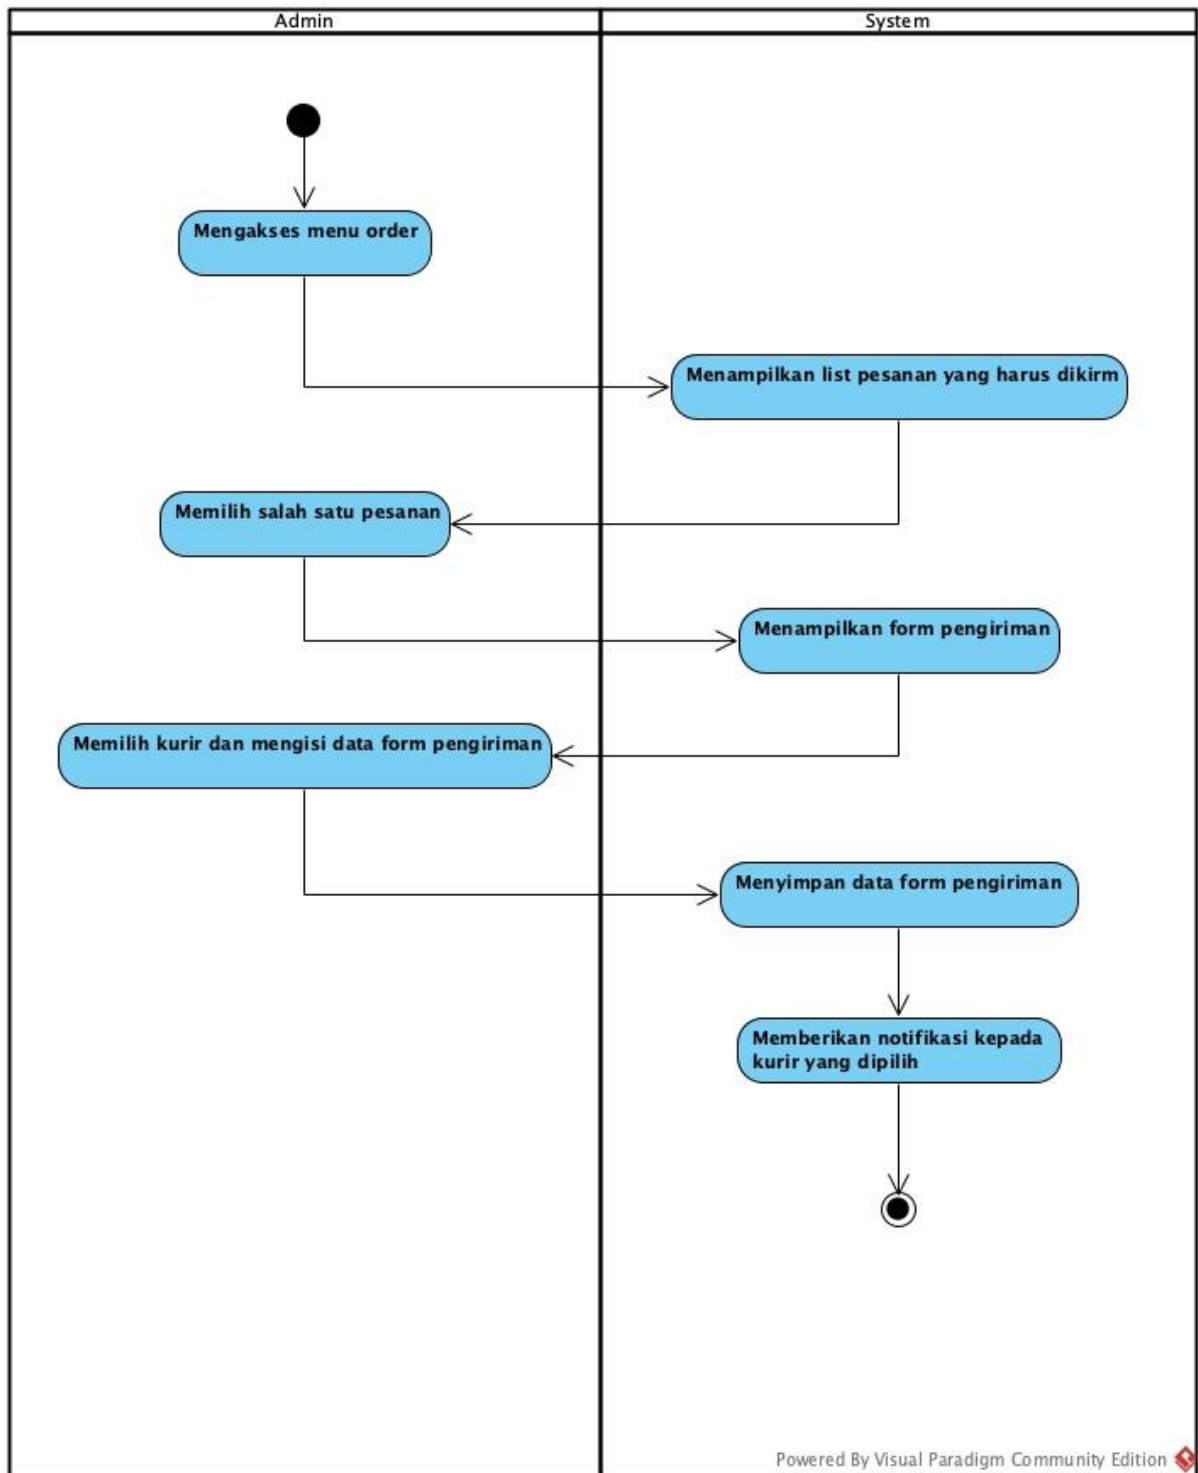 Admin
System
Mengakses menu order
Menampilkan list pesanan yang harus dikirm
Memilih salah satu pesanan
Menampilkan form pengiriman
Memilih kurir dan mengisi data form pengiriman
Menyimpan data form pengiriman
Memberikan notifikasi kepada
kurir yang dipilih
Powered By Visual Paradigm Community Edition